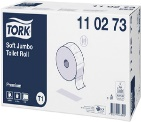 TORK
110273
Soft Jumbo
Toilet Roll
Premium
T1